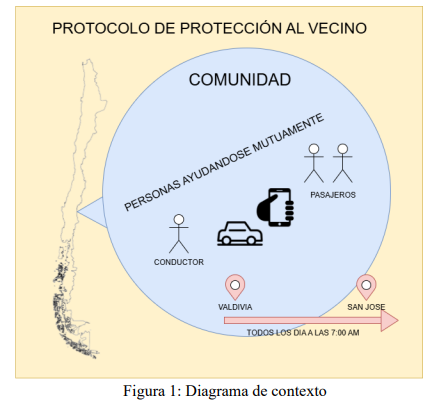 PROTOCOLO DE PROTECCIÓN AL VECINO
COMUNIDAD
PERSONAS AYUDANDOSE MUTUAMENTE
PASAJEROS
CONDUCTOR
VALDIVIA
SAN JOSE
TODOS LOS DIA A LAS 7:00 AM
Figura 1: Diagrama de contexto